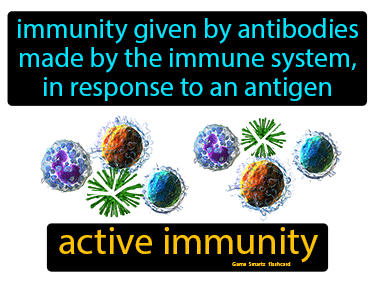 immunity given by antibodies
made by the immune system,
in response to an antigen
active immunity
Game Smartz flashcard